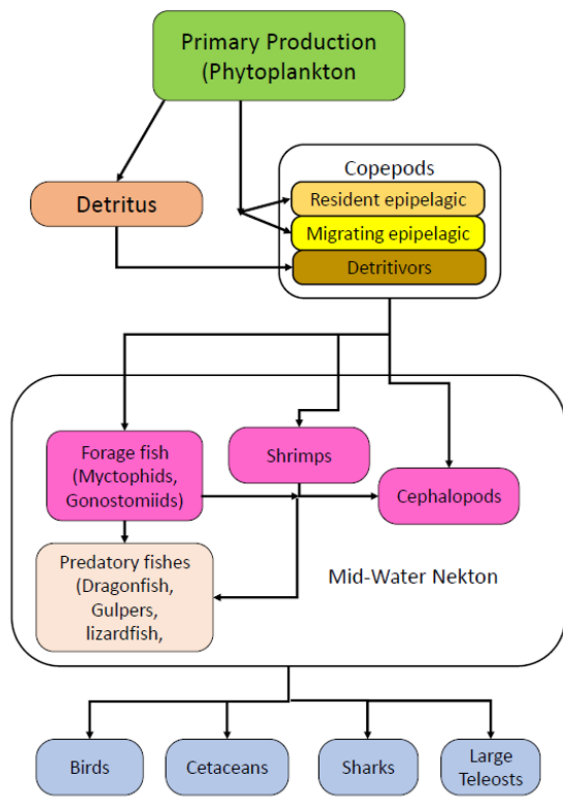 Primary Production
(Phytoplankton
Copepods
Resident epipelagic
Detritus
Migrating epipelagic
Detritivors
Forage fish
(Myctophids,
Gonostomiids)
Shrimps
Cephalopods
Predatory fishes
(Dragonfish,
Gulpers,
lizardfish,
Mid-Water Nekton
Birds
Cetaceans
Sharks
Large
Teleosts